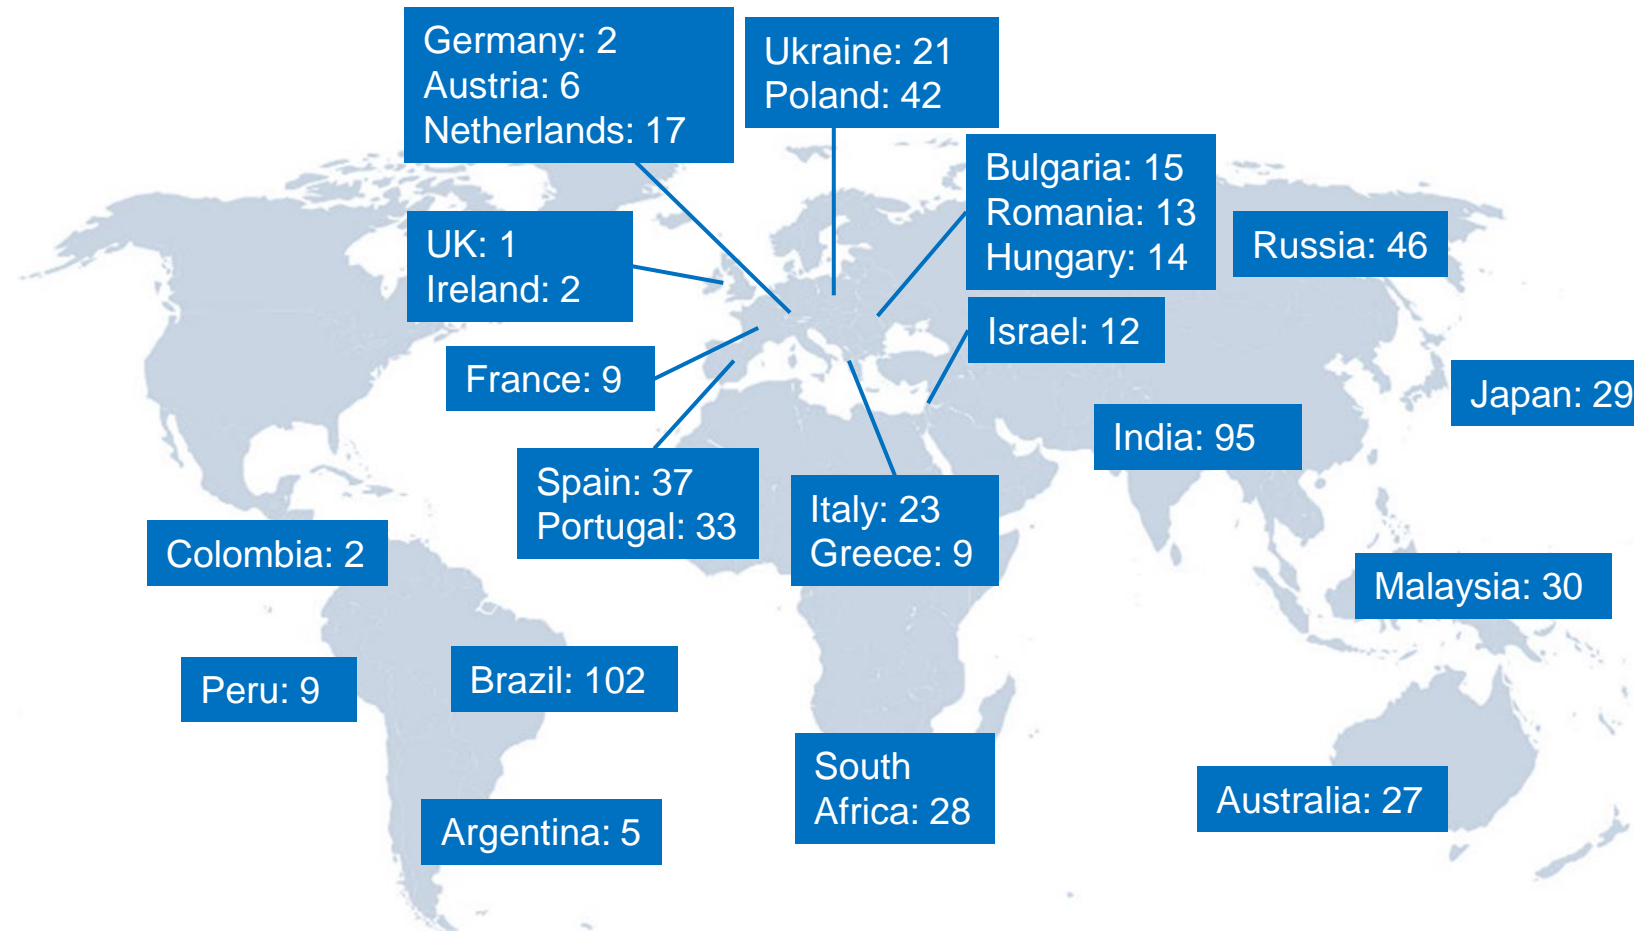 Germany: 2
Austria: 6
Netherlands: 17
Ukraine: 21
Poland: 42
Bulgaria: 15
Romania: 13
Hungary: 14
UK: 1
Ireland: 2
Russia: 46
Israel: 12
France: 9
Japan: 29
India: 95
Spain: 37
Portugal: 33
Italy: 23
Greece: 9
Colombia: 2
Malaysia: 30
Peru: 9
Brazil: 102
South
Africa: 28
Australia: 27
Argentina: 5